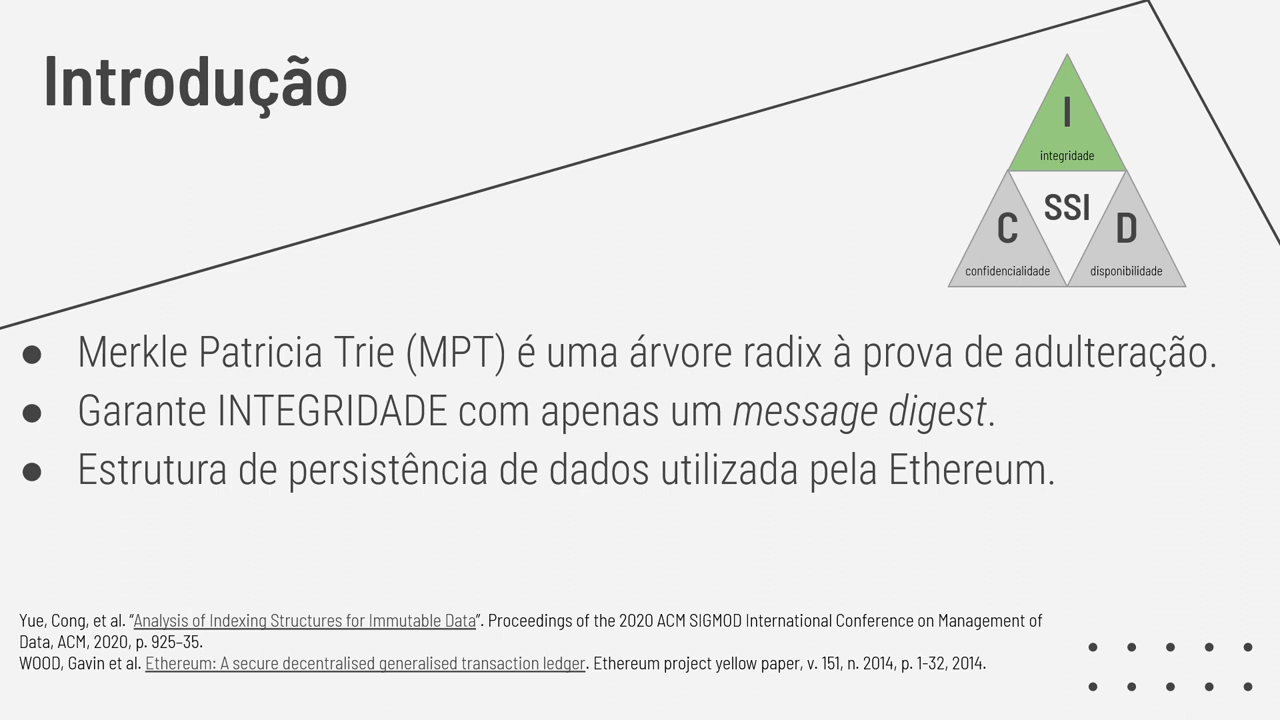 Introdução
I
integridade
SSI
C
D
confidencialidade
disponibilidade
● Merkle Patricia Trie (MPT) é uma árvore radix à prova de adulteração.
● Garante INTEGRIDADE com apenas um message digest.
● Estrutura de persistência de dados utilizada pela Ethereum.
Yue, Cong, et al. “Analysis of Indexing Structures for Immutable Data”. Proceedings of the 2020 ACM SIGMOD International Conference on Management of
Data, ACM, 2020, p. 925–35.
WOOD, Gavin et al. Ethereum: A secure decentralised generalised transaction ledger. Ethereum project yellow paper, v. 151, n. 2014, p. 1-32, 2014.